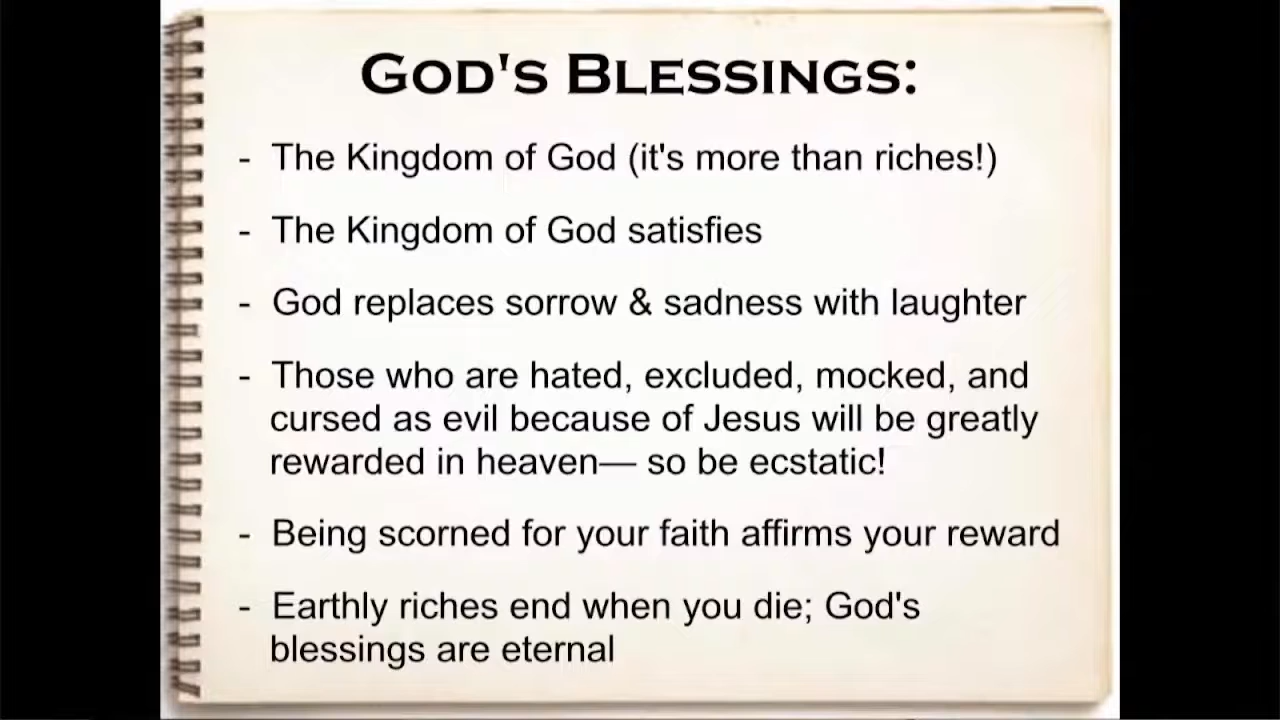 GOD'S BLESSINGS:
- The Kingdom of God (it's more than riches!)
- The Kingdom of God satisfies
- God replaces sorrow & sadness with laughter
- Those who are hated, excluded, mocked, and
cursed as evil because of Jesus will be greatly
rewarded in heaven— so be ecstatic!
- Being scorned for your faith affirms your reward
- Earthly riches end when you die; God's
blessings are eternal